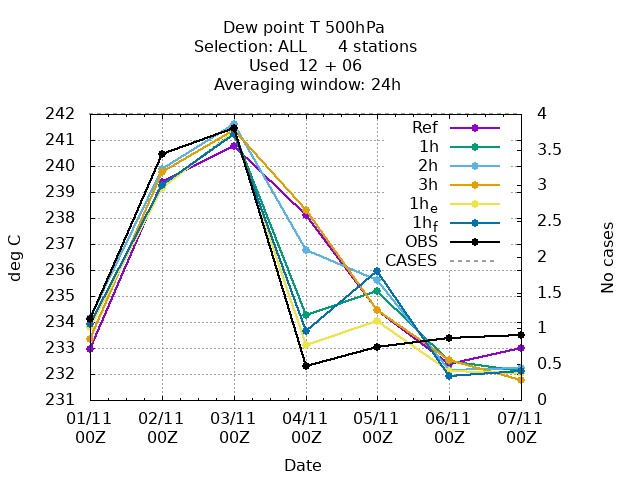 Dew point T 500hPa
Selection: ALL 4 stations
Used 12 + 06
Averaging window: 24h
242
241
240
239
238
237
236
235
234
233
232
231
4
3.5
3
2.5
2
1.5
1
0.5
0
deg C
No cases
Ref
1h
2h
3h
1he
1hf
OBS
CASES
01/11 02/11 03/11 04/11 05/11 06/11 07/11
00Z 00Z 00Z 00Z 00Z 00Z 00Z
Date